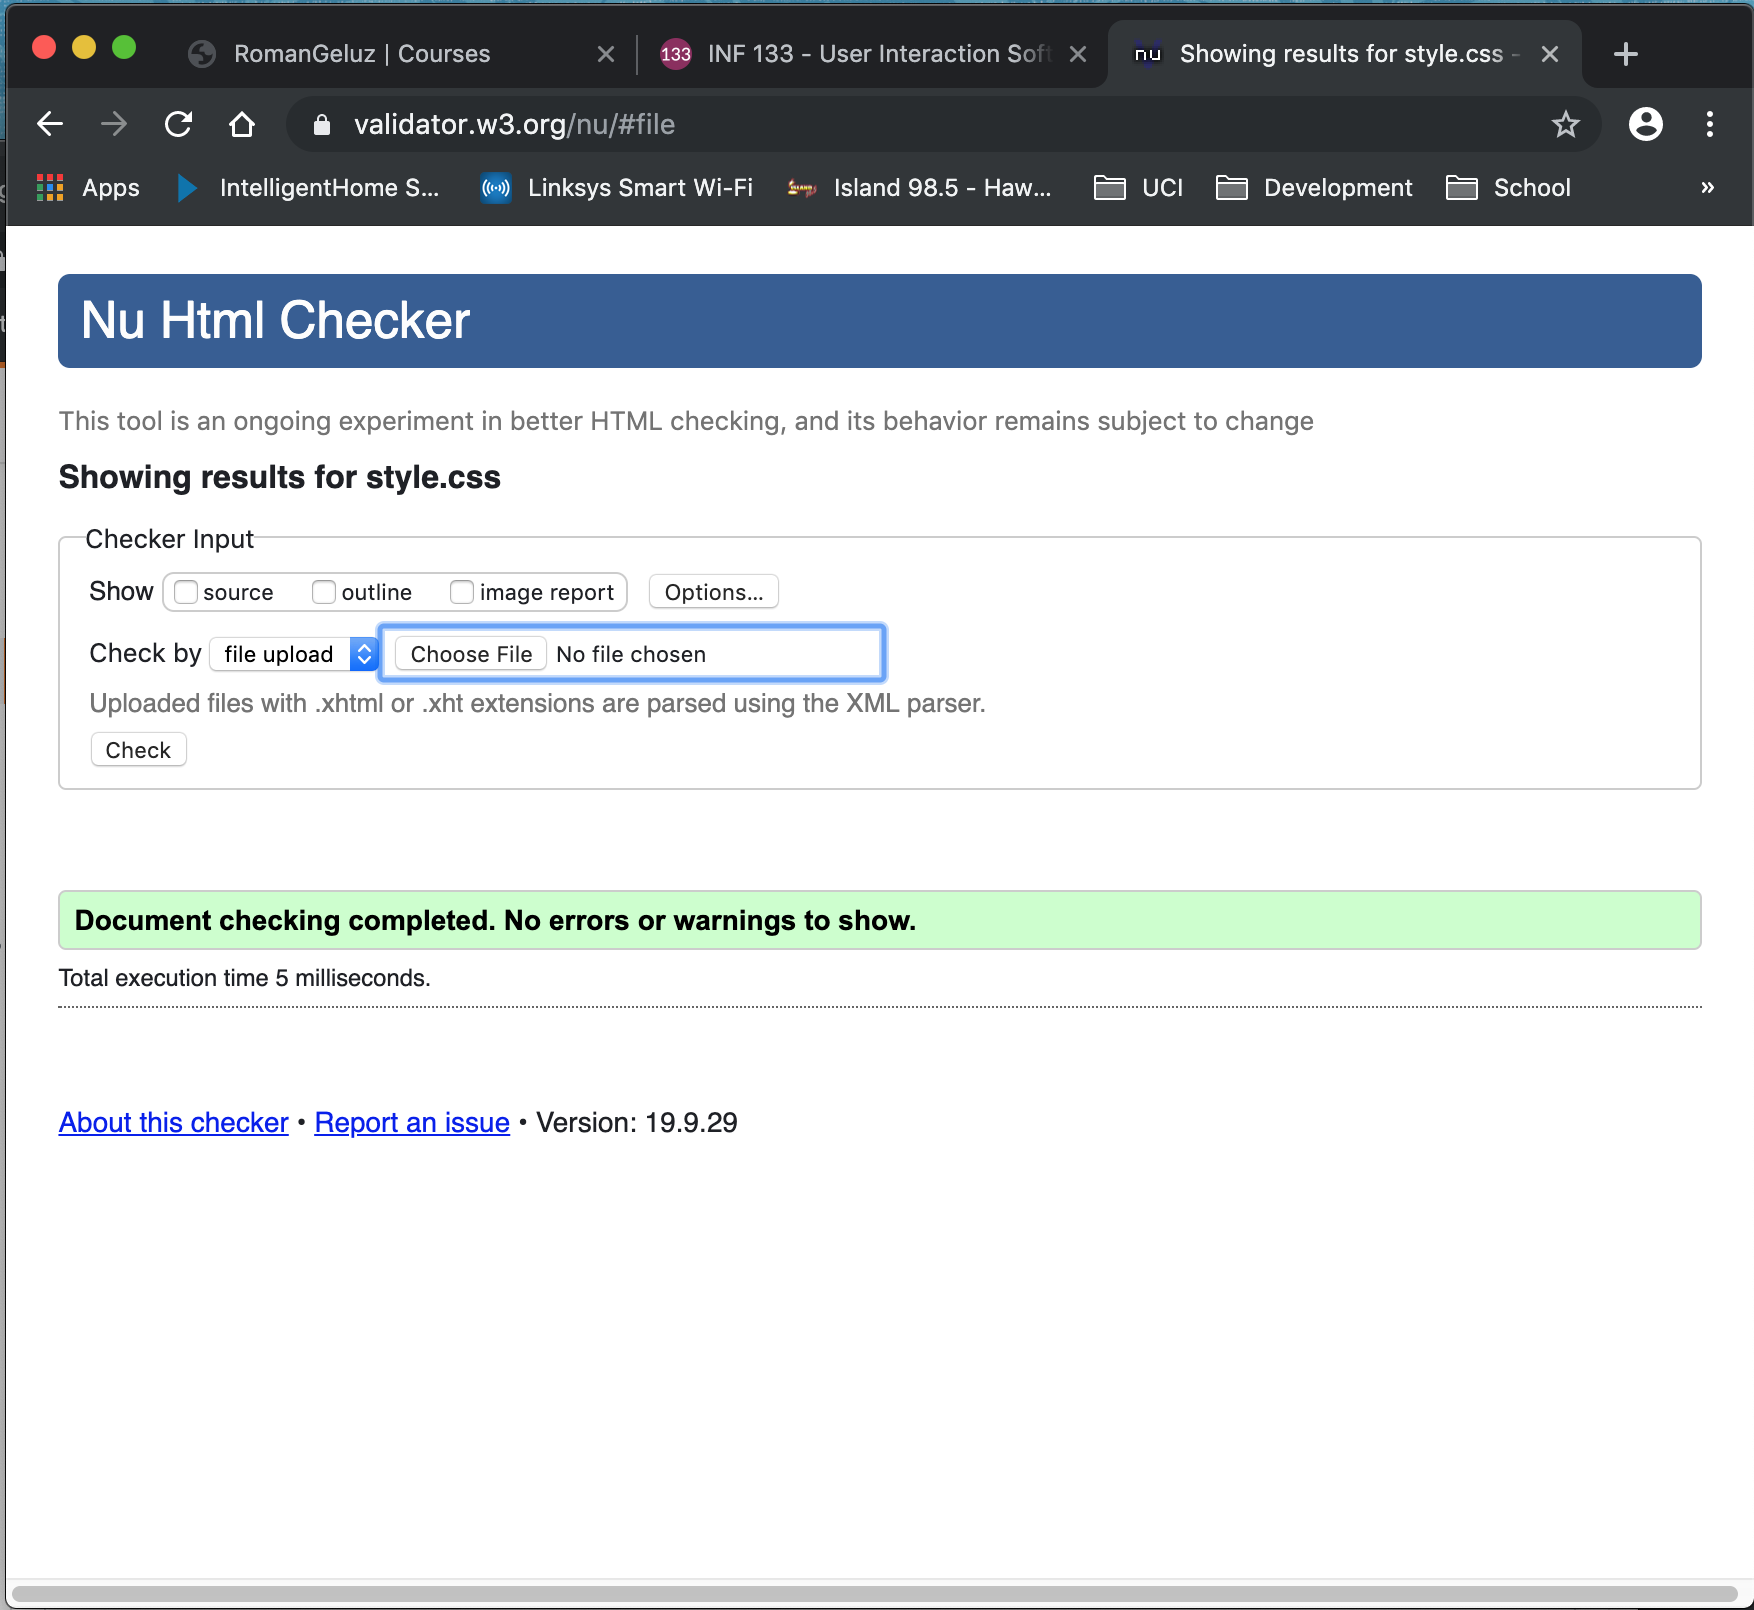 RomanGeluz | Courses
133 INF 133 - User Interaction Soft
nu Showing results for style.css -
validator.w3.org/nu/#file
Apps IntelligentHome S... Linksys Smart Wi-Fi Island 98.5 - Haw... UCI Development School »
Nu Html Checker
This tool is an ongoing experiment in better HTML checking, and its behavior remains subject to change
Showing results for style.css
Checker Input
Show source outline image report Options...
Check by file upload Choose File No file chosen
Uploaded files with .xhtml or .xht extensions are parsed using the XML parser.
Check
Document checking completed. No errors or warnings to show.
Total execution time 5 milliseconds.
About this checker • Report an issue • Version: 19.9.29